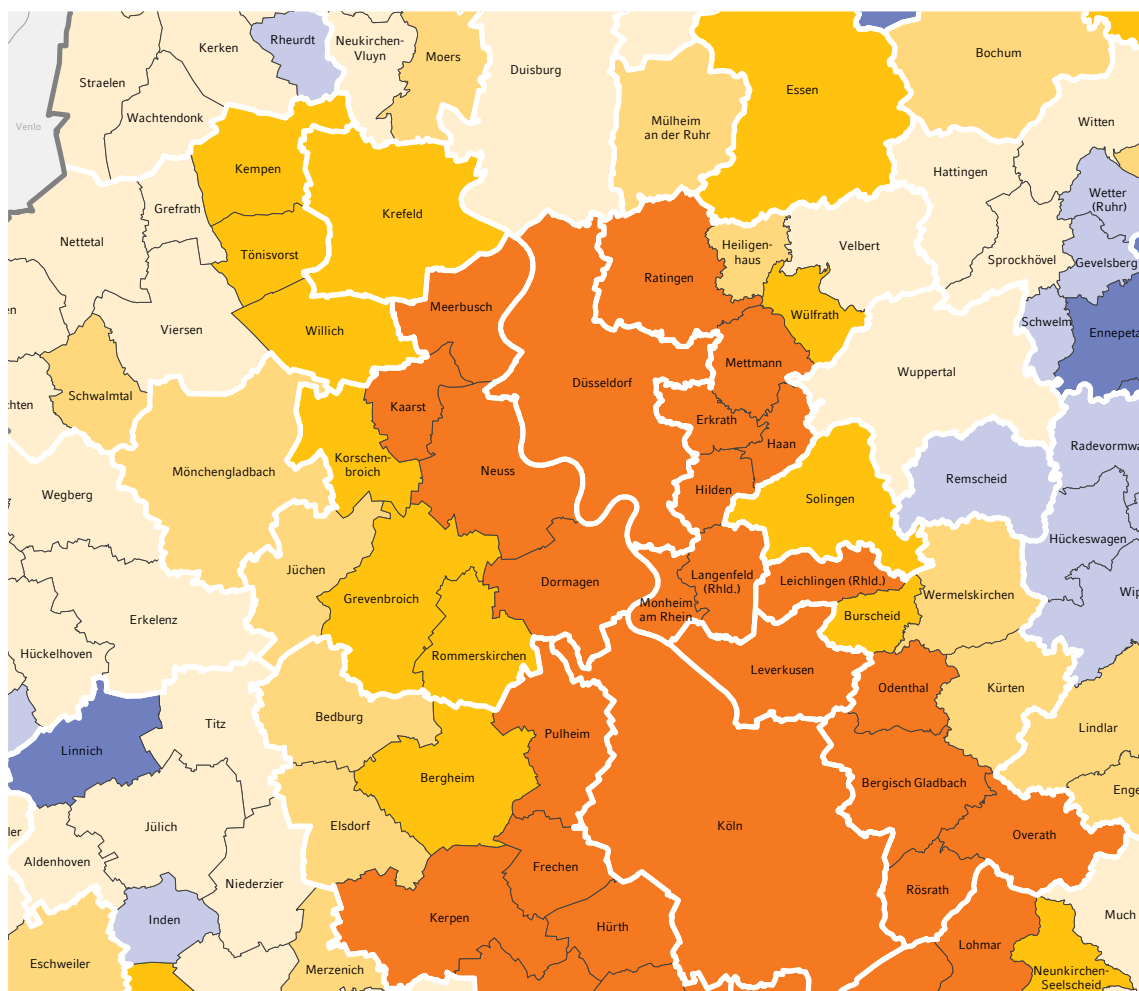 Kerken
Rheurdt
Neukirchen-
Vluyn
Moers
Duisburg
Essen
Bochum
Straelen
Wachtendonk
Venlo
Mülheim
an der Ruhr
Witten
Kempen
Hattingen
Wetter
(Ruhr)
Grefrath
Krefeld
Nettetal
Tönisvorst
Heiligen-
haus
Velbert
Sprockhövel
Gevelsberg
Ratingen
en
Meerbusch
Wülfrath
Schwelm
Viersen
Willich
Ennepeta
Mettmann
Wuppertal
Düsseldorf
Schwalmtal
hten
Kaarst
Erkrath
Haan
Radevormwa
Korschen-
broich
Mönchengladbach
Neuss
Remscheid
Wegberg
Hilden
Solingen
Hückeswagen
Jüchen
Dormagen
Langenfeld
(Rhld.)
Leichlingen (Rhld.)
Wip
Wermelskirchen
Grevenbroich
Monheim
am Rhein
Burscheid
Erkelenz
Hückelhoven
Rommerskirchen
Leverkusen
Odenthal
Kürten
Bedburg
Titz
Lindlar
Pulheim
Linnich
Bergheim
Bergisch Gladbach
Enge
Jülich
Elsdorf
Köln
ler
Overath
Aldenhoven
Frechen
Niederzier
Rösrath
Inden
Kerpen
Hürth
Much
Lohmar
Eschweiler
Merzenich
Neunkirchen-
Seelscheid